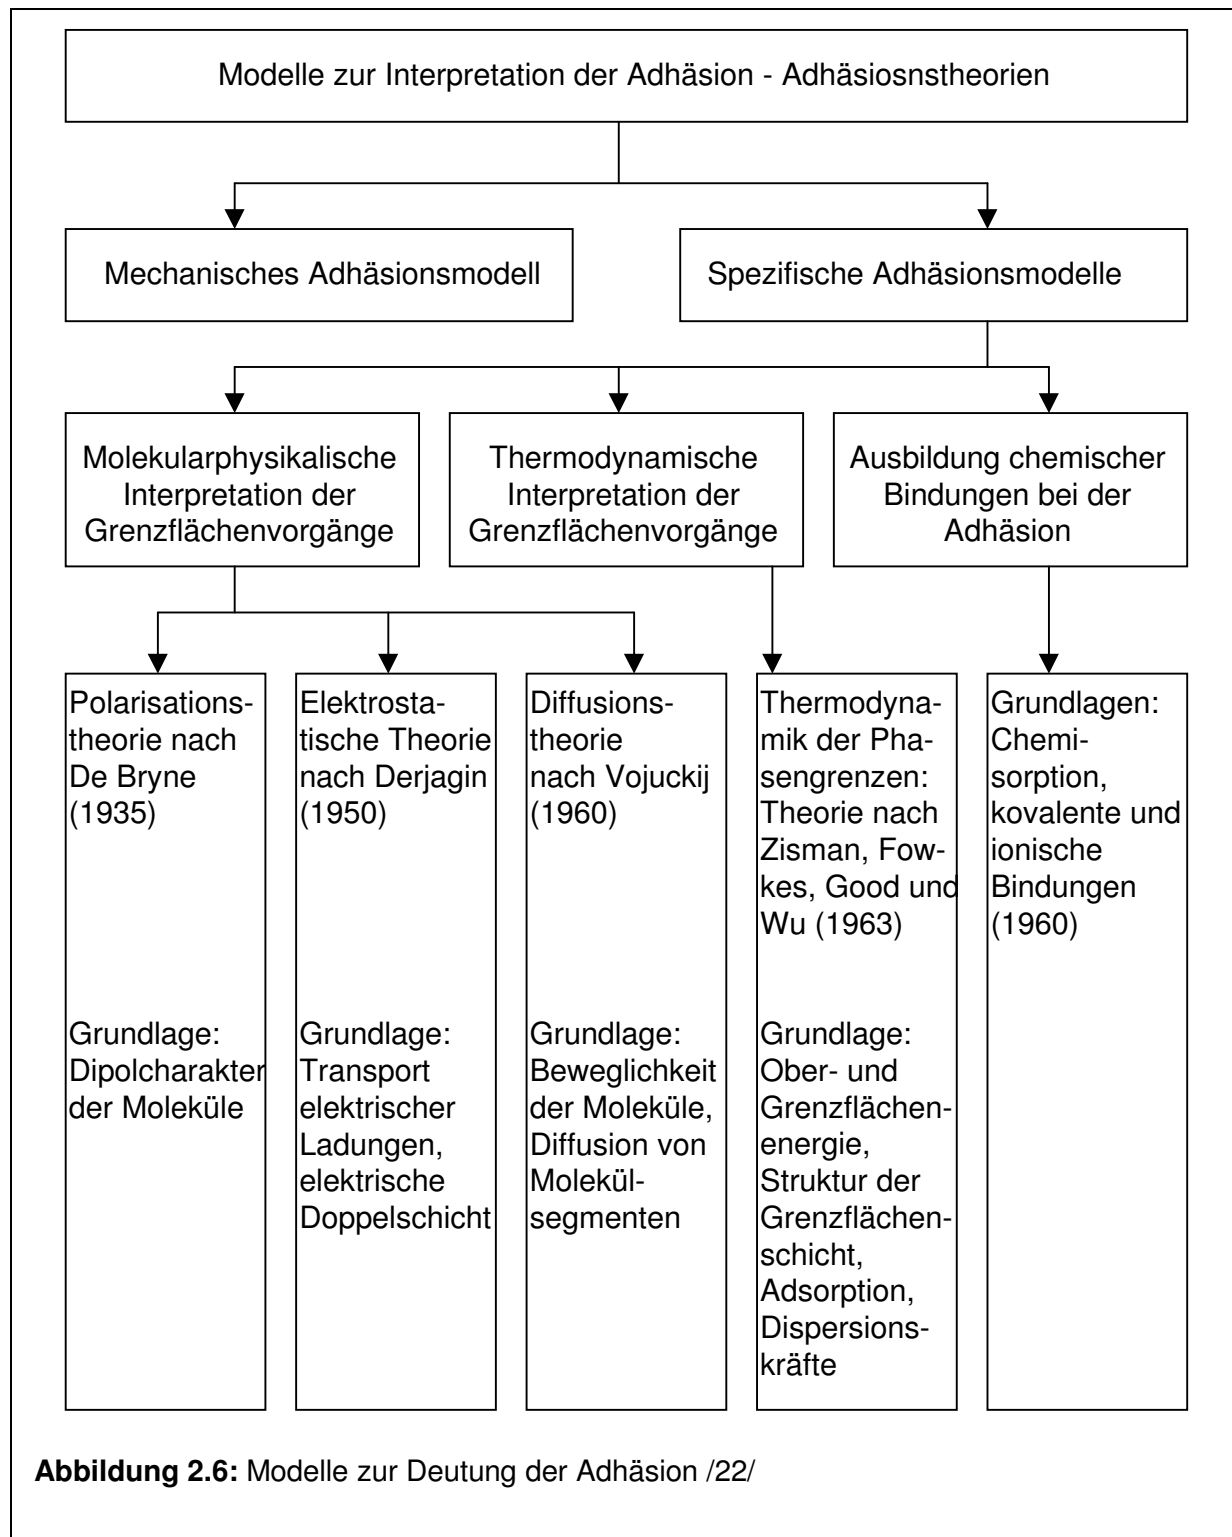 Modelle zur Interpretation der Adhäsion - Adhäsiosnstheorien
Mechanisches Adhäsionsmodell
Spezifische Adhäsionsmodelle
Molekularphysikalische
Interpretation der
Grenzflächenvorgänge
Thermodynamische
Interpretation der
Grenzflächenvorgänge
Ausbildung chemischer
Bindungen bei der
Adhäsion
Polarisations-
theorie nach
De Bryne
(1935)
Grundlage:
Dipolcharakter
der Moleküle
Elektrosta-
tische Theorie
nach Derjagin
(1950)
Grundlage:
Transport
elektrischer
Ladungen,
elektrische
Doppelschicht
Diffusions-
theorie
nach Vojuckij
(1960)
Grundlage:
Beweglichkeit
der Moleküle,
Diffusion von
Molekül-
segmenten
Thermodyna-
mik der Pha-
sengrenzen:
Theorie nach
Zisman, Fow-
kes, Good und
Wu (1963)
Grundlage:
Ober- und
Grenzflächen-
energie,
Struktur der
Grenzflächen-
schicht,
Adsorption,
Dispersions-
kräfte
Grundlagen:
Chemi-
sorption,
kovalente und
ionische
Bindungen
(1960)
Abbildung 2.6: Modelle zur Deutung der Adhäsion /22/